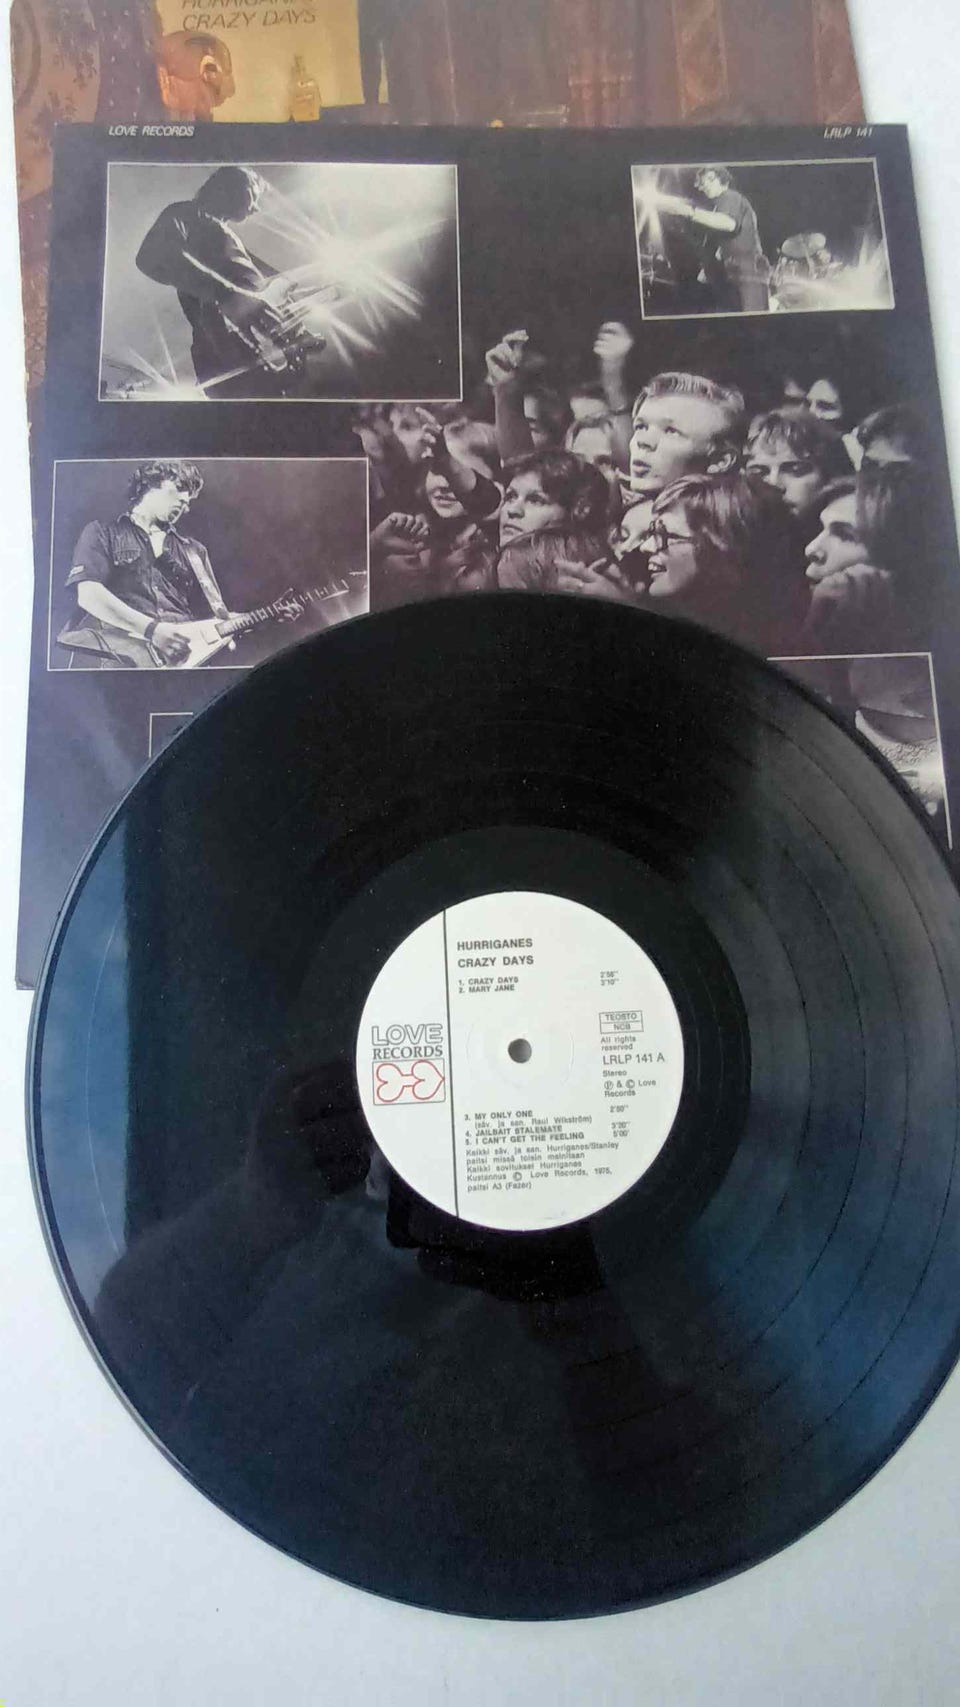 HURRIGANES
CRAZY DAYS
LOVE RECORDS
LRLP 141
HURRIGANES
CRAZY DAYS
1. CRAZY DAYS 2'58''
2. MARY JANE 3'10''
TEOSTO
NCB
All rights
reserved
LRLP 141 A
Stereo
Ⓟ & © Love
Records
LOVE
RECORDS
3. MY ONLY ONE 2'50''
(säv. ja san. Raul Wikström)
4. JAILBAIT STALEMATE 3'20''
5. I CAN'T GET THE FEELING 5'00'
Kaikki säv. ja san. Hurriganes/Stanley
paitsi missä toisin mainitaan
Kaikki sovitukset Hurriganes
Kustannus © Love Records, 1975,
paitsi A3 (Fazer)